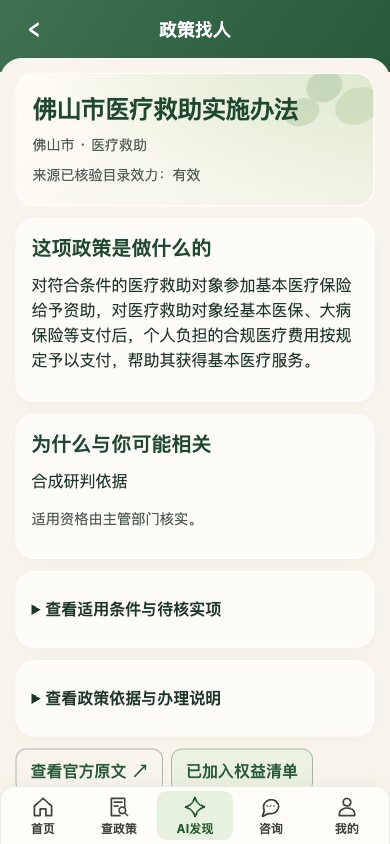 政策找人
佛山市医疗救助实施办法
佛山市 · 医疗救助
来源已核验目录效力：有效
这项政策是做什么的
对符合条件的医疗救助对象参加基本医疗保险
给予资助，对医疗救助对象经基本医保、大病
保险等支付后，个人负担的合规医疗费用按规
定予以支付，帮助其获得基本医疗服务。
为什么与你可能相关
合成研判依据
适用资格由主管部门核实。
▶ 查看适用条件与待核实项
▶ 查看政策依据与办理说明
查看官方原文 ↗ 已加入权益清单
首页 查政策 AI发现 咨询 我的